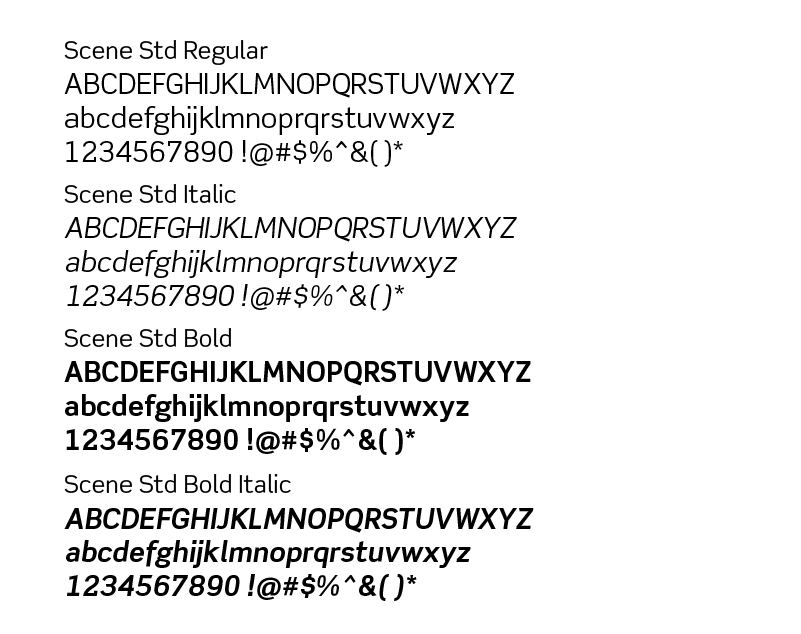 Scene Std Regular
ABCDEFGHIJKLMNOPQRSTUVWXYZ
abcdefghijklmnoprqrstuvwxyz
1234567890 !@#$%^&( )*
Scene Std Italic
ABCDEFGHIJKLMNOPQRSTUVWXYZ
abcdefghijklmnoprqrstuvwxyz
1234567890 !@#$%^&( )*
Scene Std Bold
ABCDEFGHIJKLMNOPQRSTUVWXYZ
abcdefghijklmnoprqrstuvwxyz
1234567890 !@#$%^&( )*
Scene Std Bold Italic
ABCDEFGHIJKLMNOPQRSTUVWXYZ
abcdefghijklmnoprqrstuvwxyz
1234567890 !@#$%^&( )*